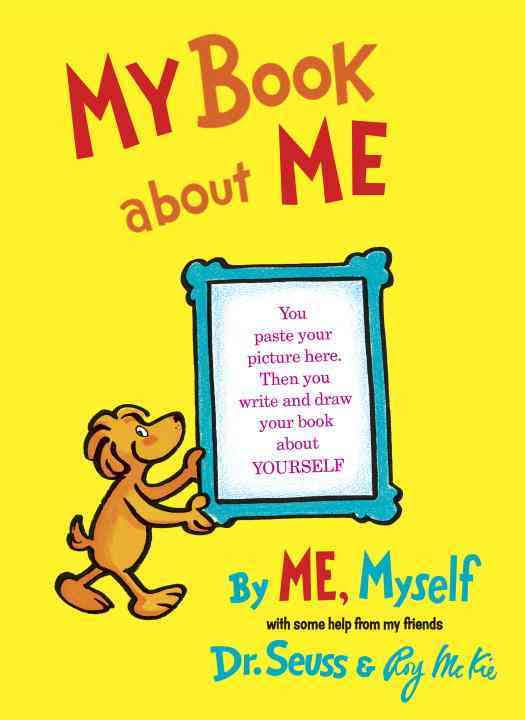 MY BOOK
about ME
You
paste your
picture here.
Then you
write and draw
your book
about
YOURSELF
By ME, Myself
with some help from my friends
Dr. Seuss & Roy McKie